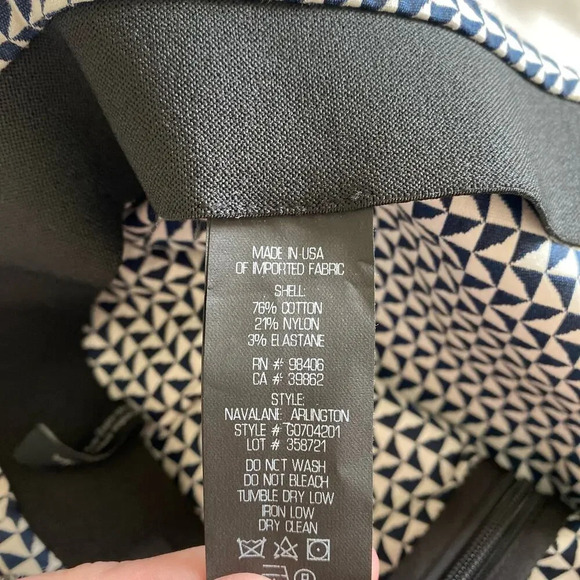 MADE IN USA
OF IMPORTED FABRIC
SHELL:
76% COTTON
21% NYLON
3% ELASTANE
RN #: 98406
CA #: 39862
STYLE:
NAVALANE ARLINGTON
STYLE #: G0704201
LOT #: 358721
DO NOT WASH
DO NOT BLEACH
TUMBLE DRY LOW
IRON LOW
DRY CLEAN